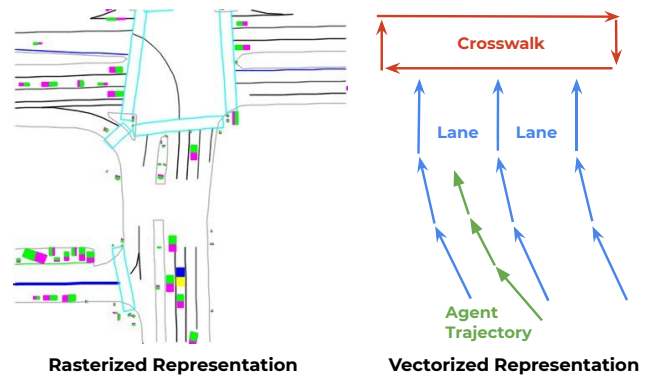 Crosswalk
Lane
Lane
Agent
Trajectory
Rasterized Representation
Vectorized Representation